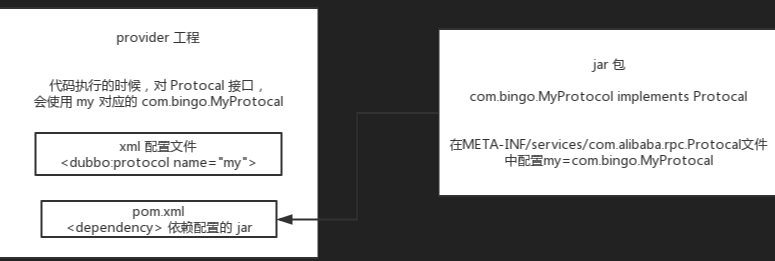 provider 工程
代码执行的时候，对 Protocal 接口，
会使用 my 对应的 com.bingo.MyProtocal
xml 配置文件
<dubbo:protocol name="my">
pom.xml
<dependency> 依赖配置的 jar
jar 包
com.bingo.MyProtocol implements Protocal
在META-INF/services/com.alibaba.rpc.Protocal文件
中配置my=com.bingo.MyProtocal